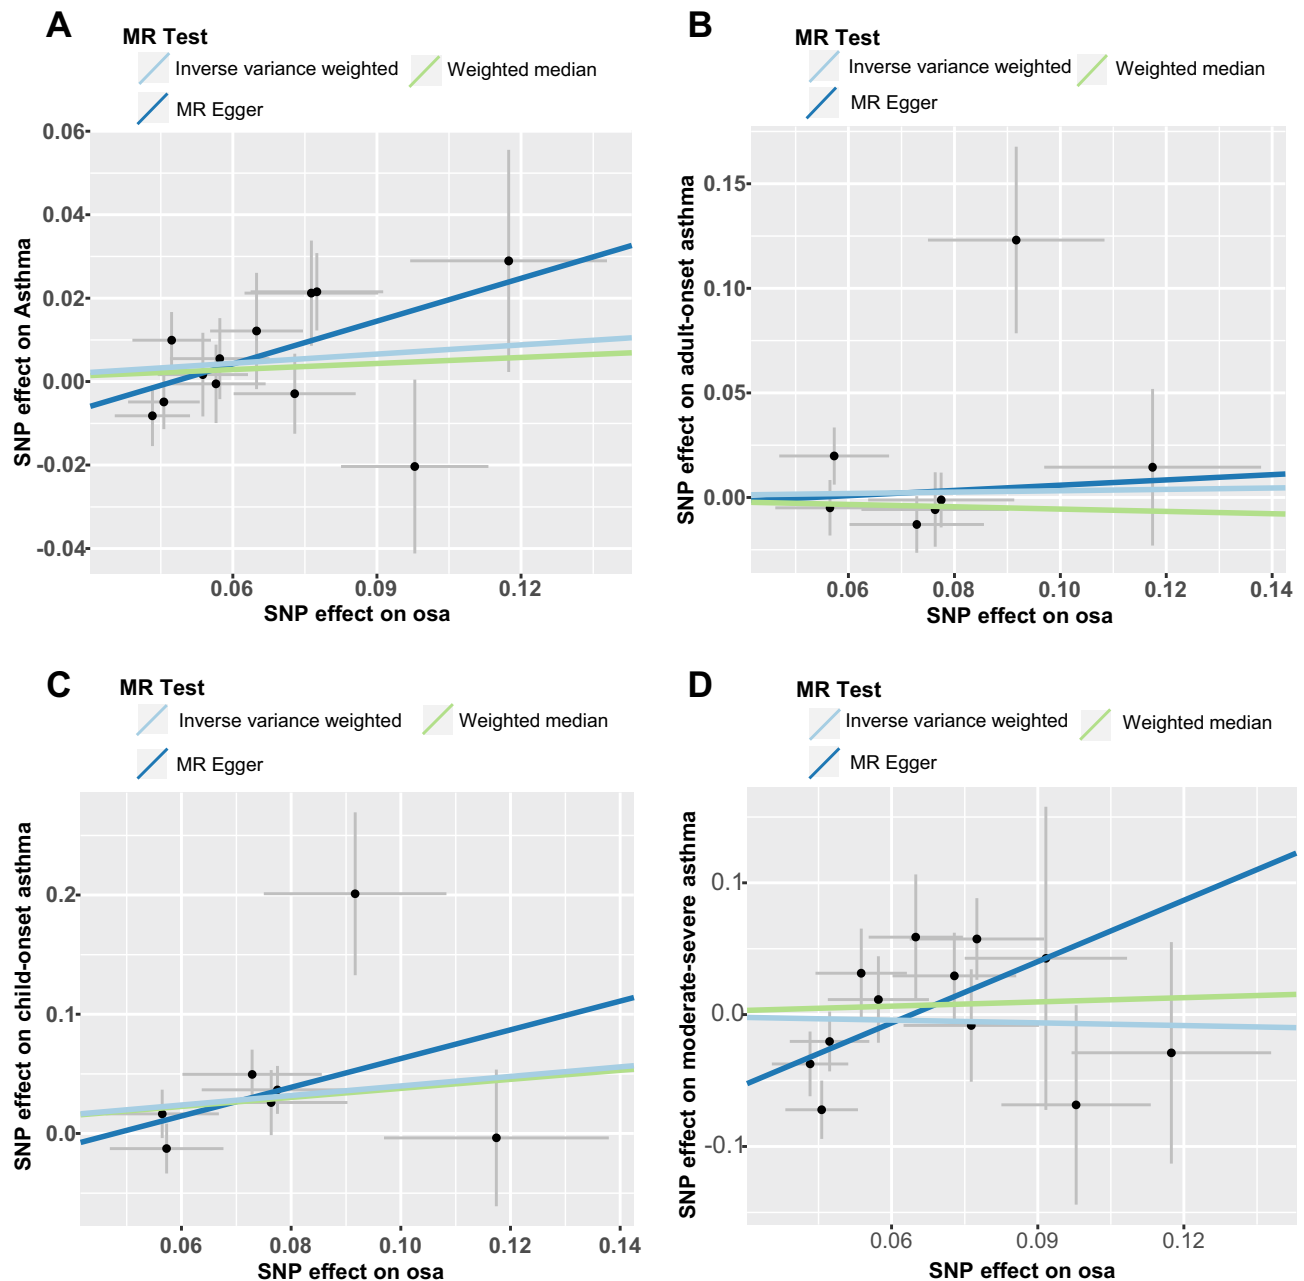 A
MR Test
Inverse variance weighted
Weighted median
MR Egger
0.06
0.04
0.02
0.00
-0.02
-0.04
SNP effect on Asthma
0.06
0.09
0.12
SNP effect on osa
B
MR Test
Inverse variance weighted
Weighted median
MR Egger
0.15
0.10
0.05
0.00
SNP effect on adult-onset asthma
0.06
0.08
0.10
0.12
0.14
SNP effect on osa
C
MR Test
Inverse variance weighted
Weighted median
MR Egger
0.2
0.1
0.0
SNP effect on child-onset asthma
0.06
0.08
0.10
0.12
0.14
SNP effect on osa
D
MR Test
Inverse variance weighted
Weighted median
MR Egger
0.1
0.0
-0.1
SNP effect on moderate-severe asthma
0.06
0.09
0.12
SNP effect on osa